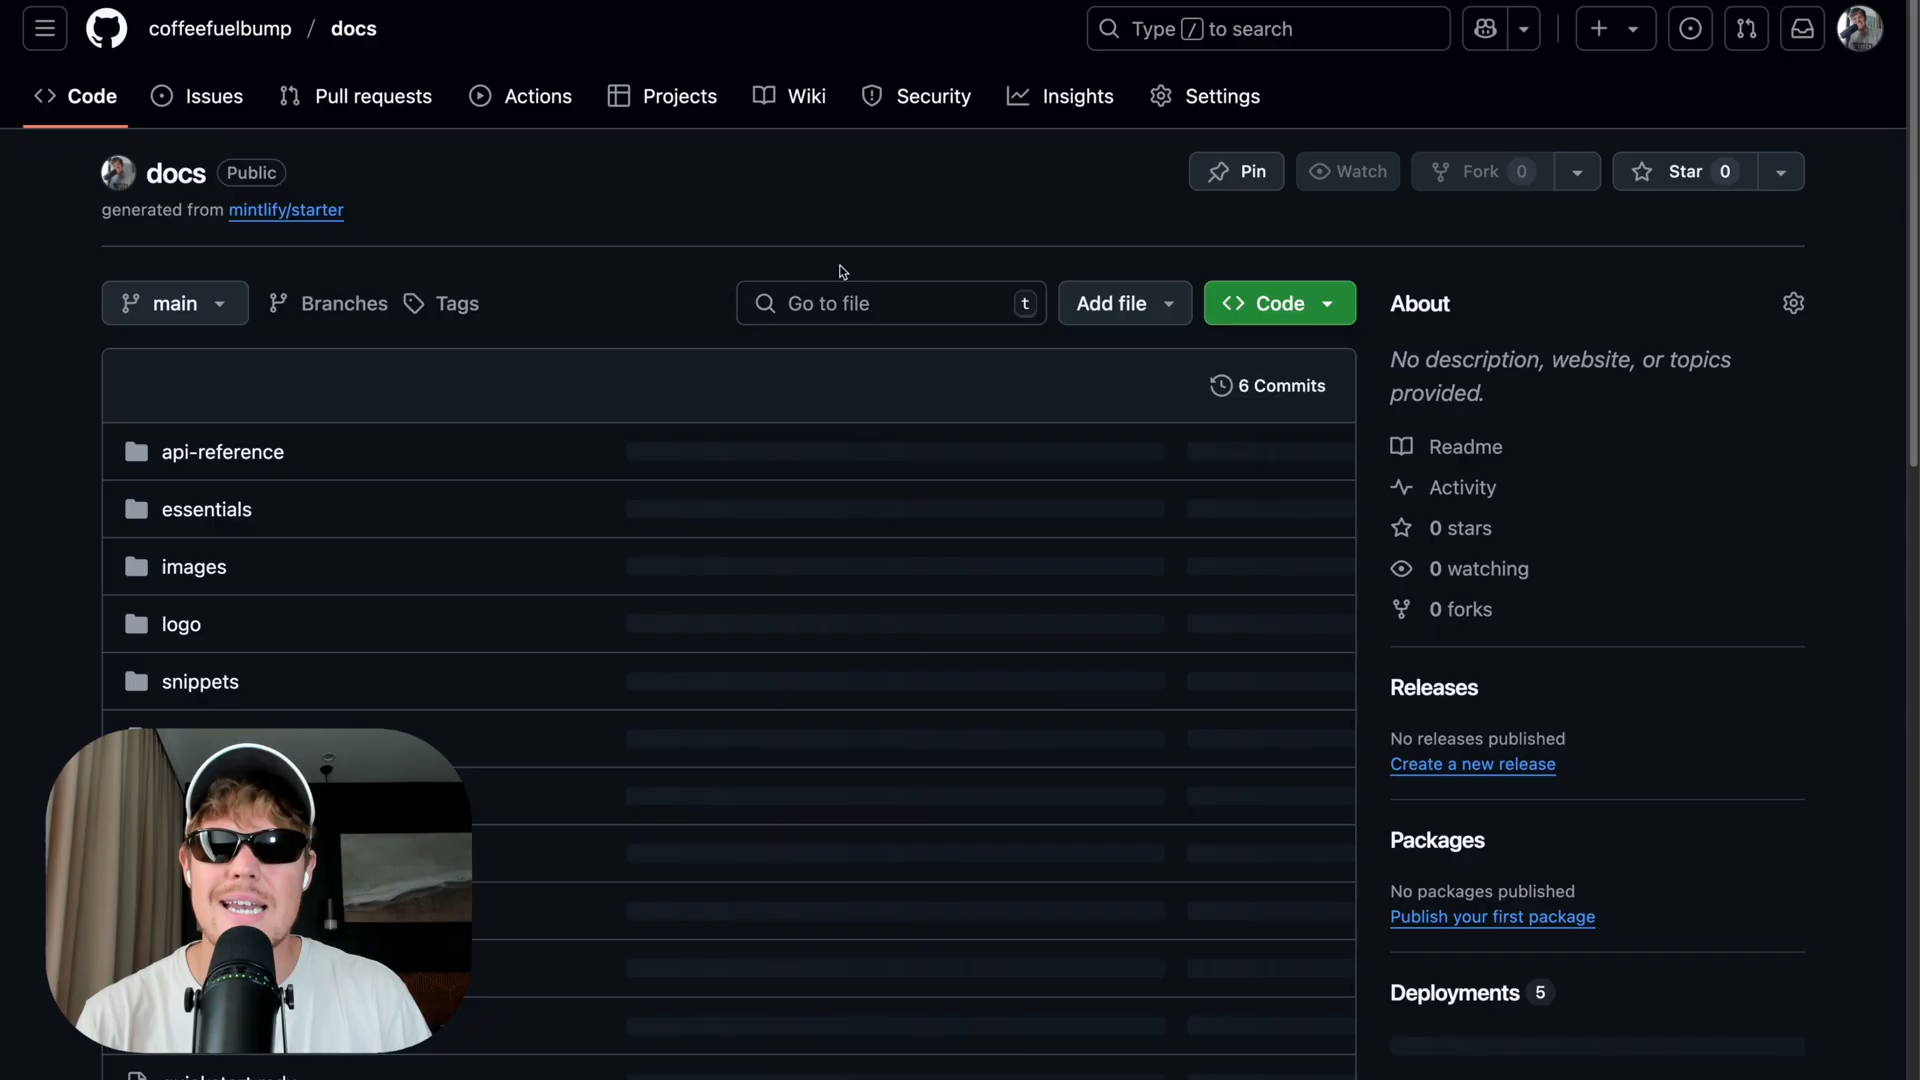 coffeefuelbump / docs
Type / to search
Code Issues Pull requests Actions Projects Wiki Security Insights Settings
docs Public
Pin Watch Fork 0 Star 0
generated from mintlify/starter
main Branches Tags Go to file t Add file Code
About
No description, website, or topics
provided.
6 Commits
api-reference
essentials
images
logo
snippets
Readme
Activity
0 stars
0 watching
0 forks
Releases
No releases published
Create a new release
Packages
No packages published
Publish your first package
Deployments 5